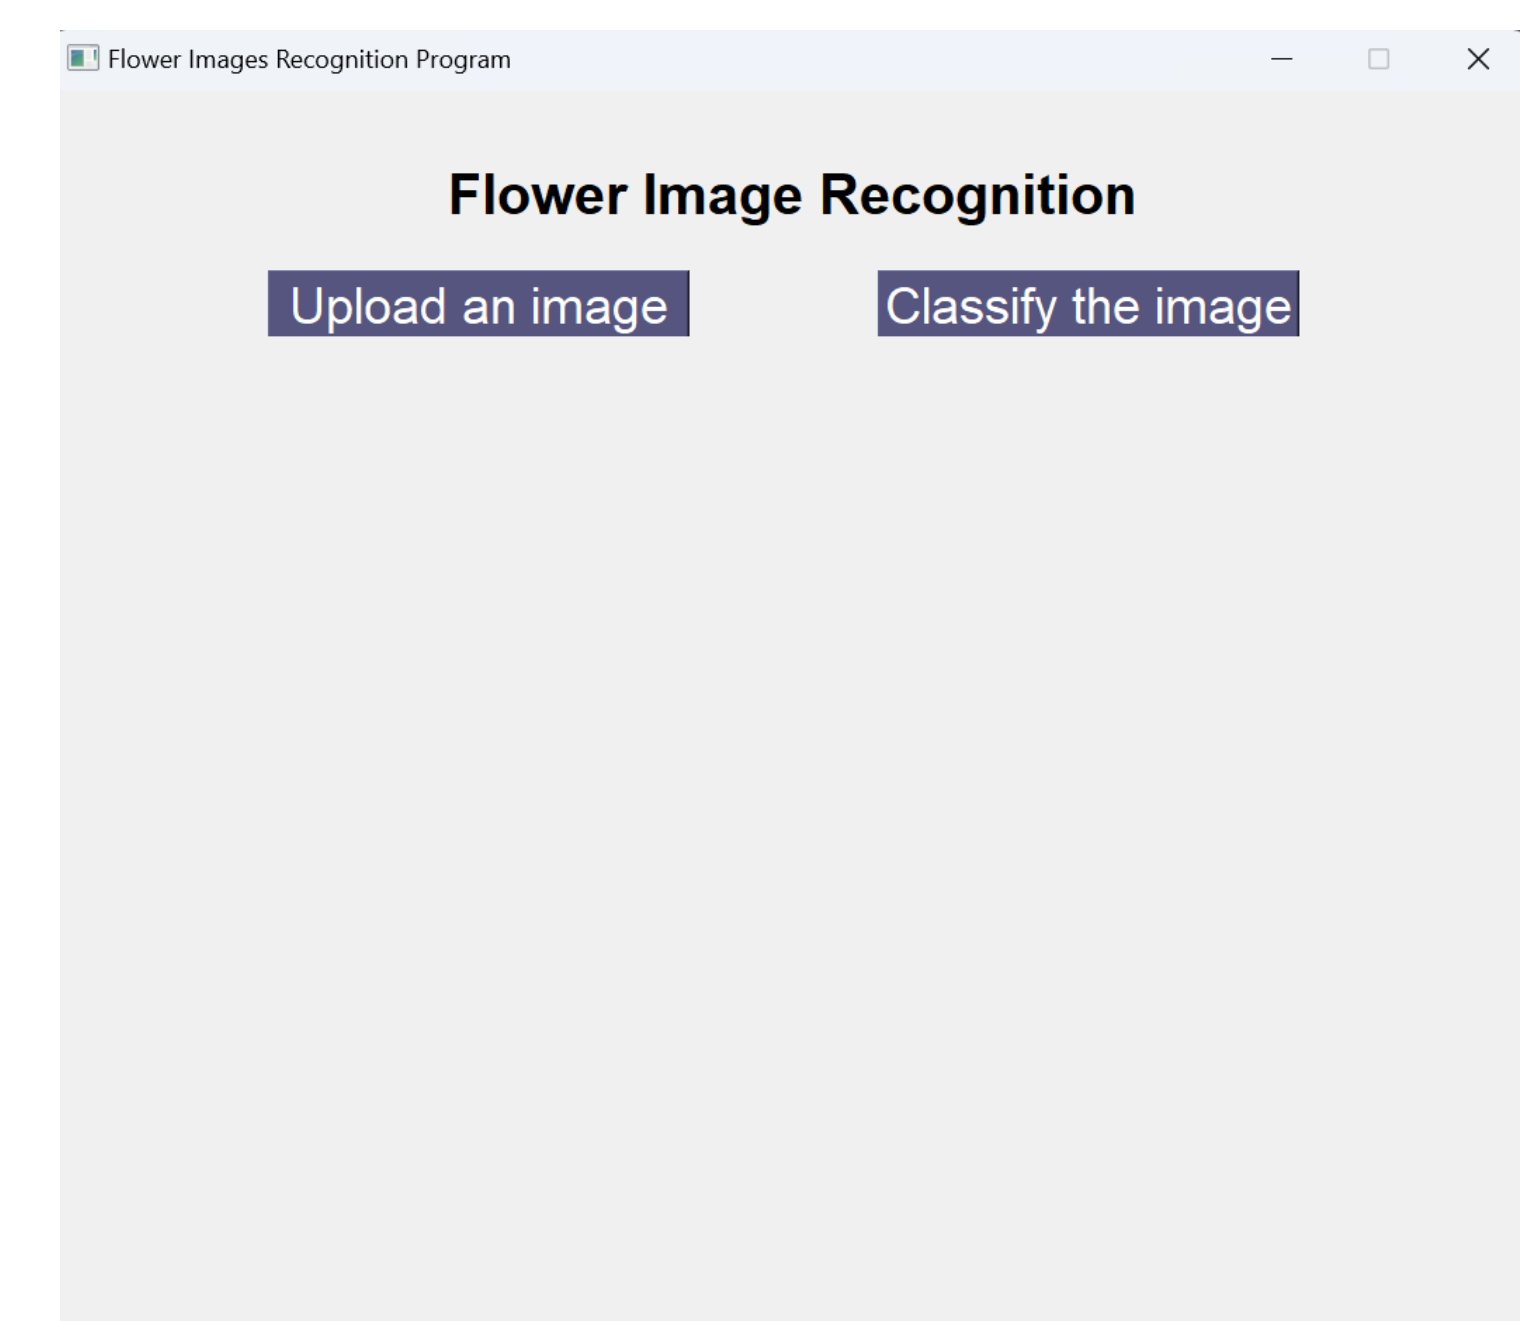 Flower Images Recognition Program
Flower Image Recognition
Upload an image
Classify the image